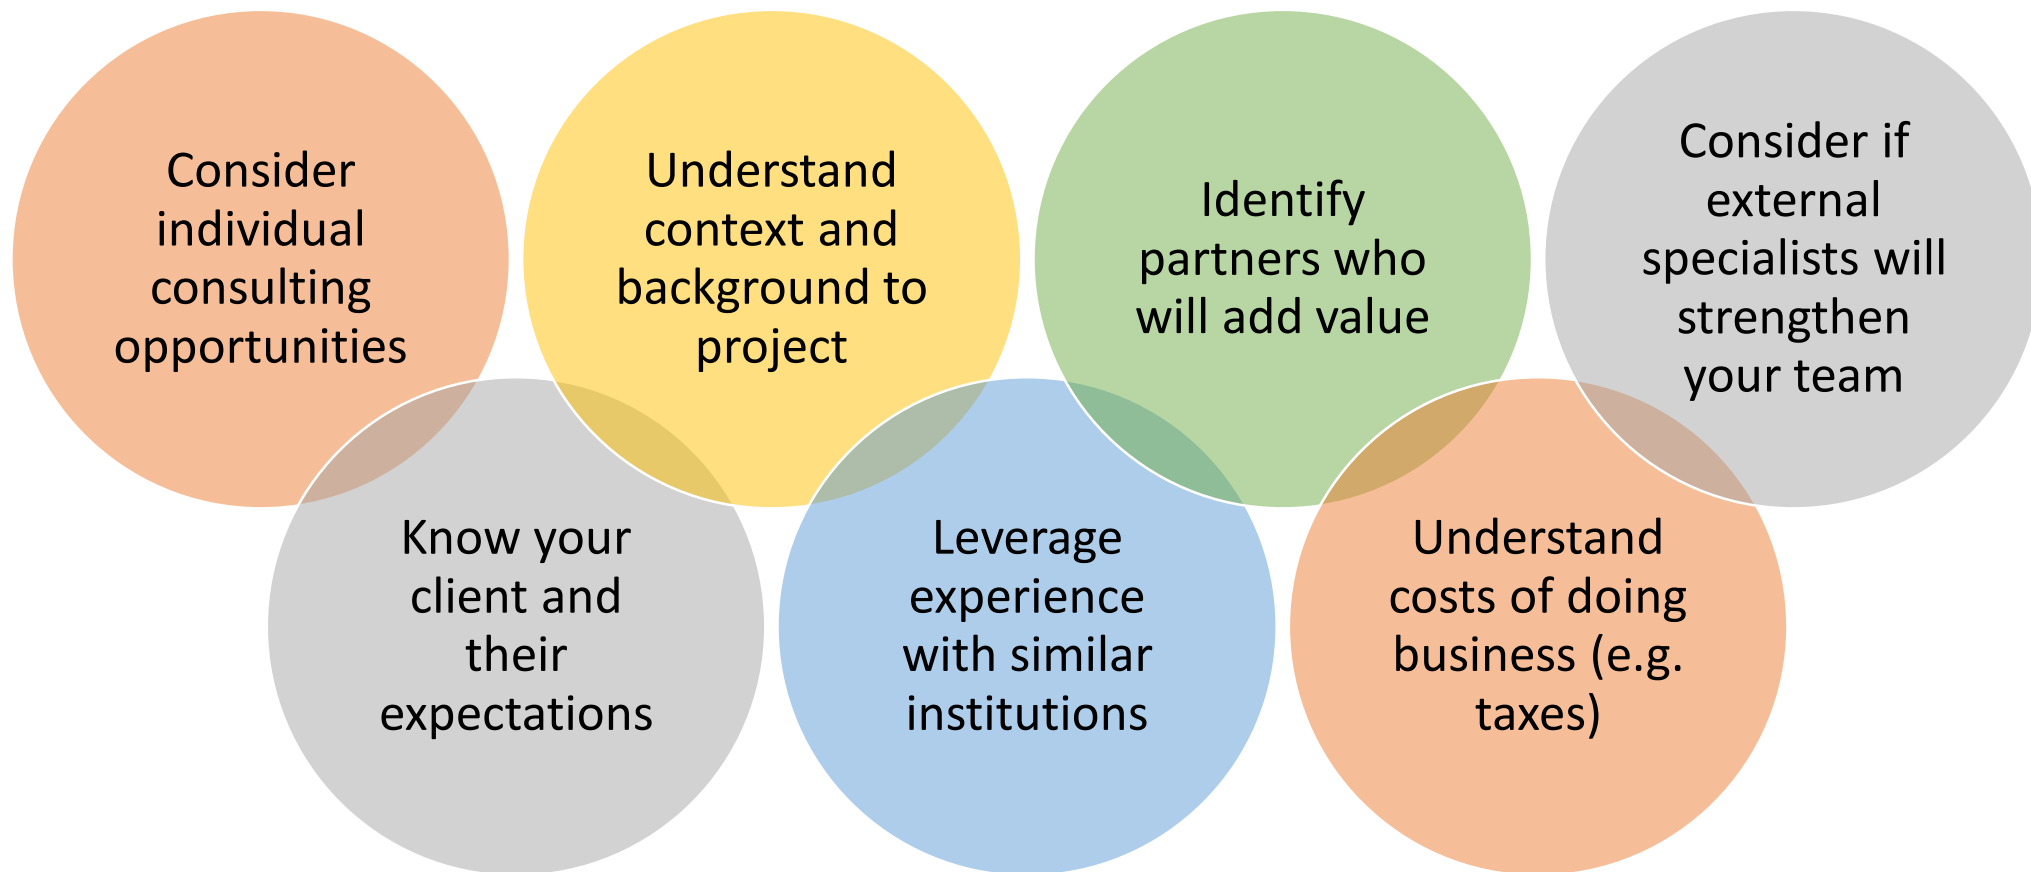 Consider
individual
consulting
opportunities
Know your
client and
their
expectations
Understand
context and
background to
project
Leverage
experience
with similar
institutions
Identify
partners who
will add value
Understand
costs of doing
business (e.g.
taxes)
Consider if
external
specialists will
strengthen
your team